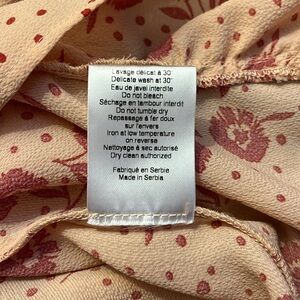 Lavage délicat à 30°
Delicate wash at 30°
Eau de javel interdite
Do not bleach
Séchage en tambour interdit
Do not tumble dry
Repassage à fer doux
sur l'envers
Iron at low temperature
on reverse
Nettoyage à sec autorisé
Dry clean authorized
Fabriqué en Serbie
Made in Serbia